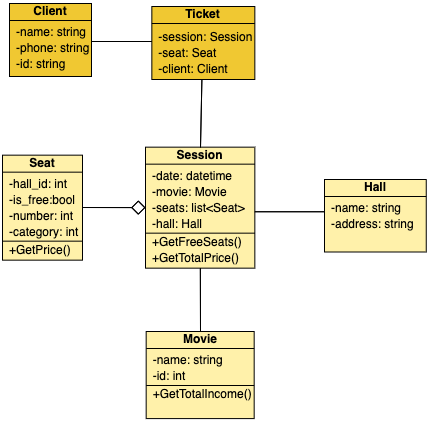 Client
-name: string
-phone: string
-id: string
Ticket
-session: Session
-seat: Seat
-client: Client
Seat
-hall_id: int
-is_free:bool
-number: int
-category: int
+GetPrice()
Session
-date: datetime
-movie: Movie
-seats: list<Seat>
-hall: Hall
+GetFreeSeats()
+GetTotalPrice()
Hall
-name: string
-address: string
Movie
-name: string
-id: int
+GetTotalIncome()